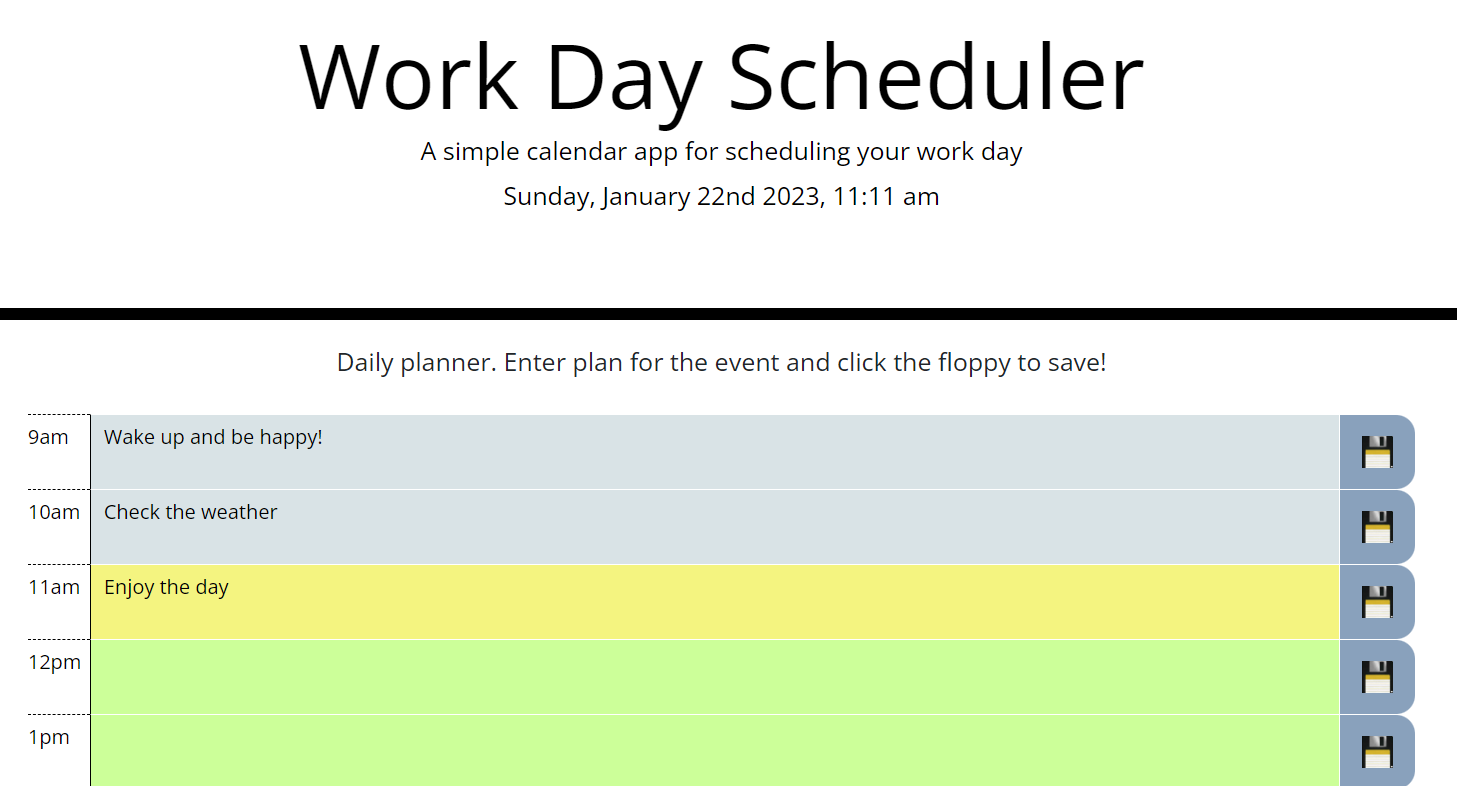 Work Day Scheduler
A simple calendar app for scheduling your work day
Sunday, January 22nd 2023, 11:11 am
Daily planner. Enter plan for the event and click the floppy to save!
9am Wake up and be happy!
10am Check the weather
11am Enjoy the day
12pm
1pm